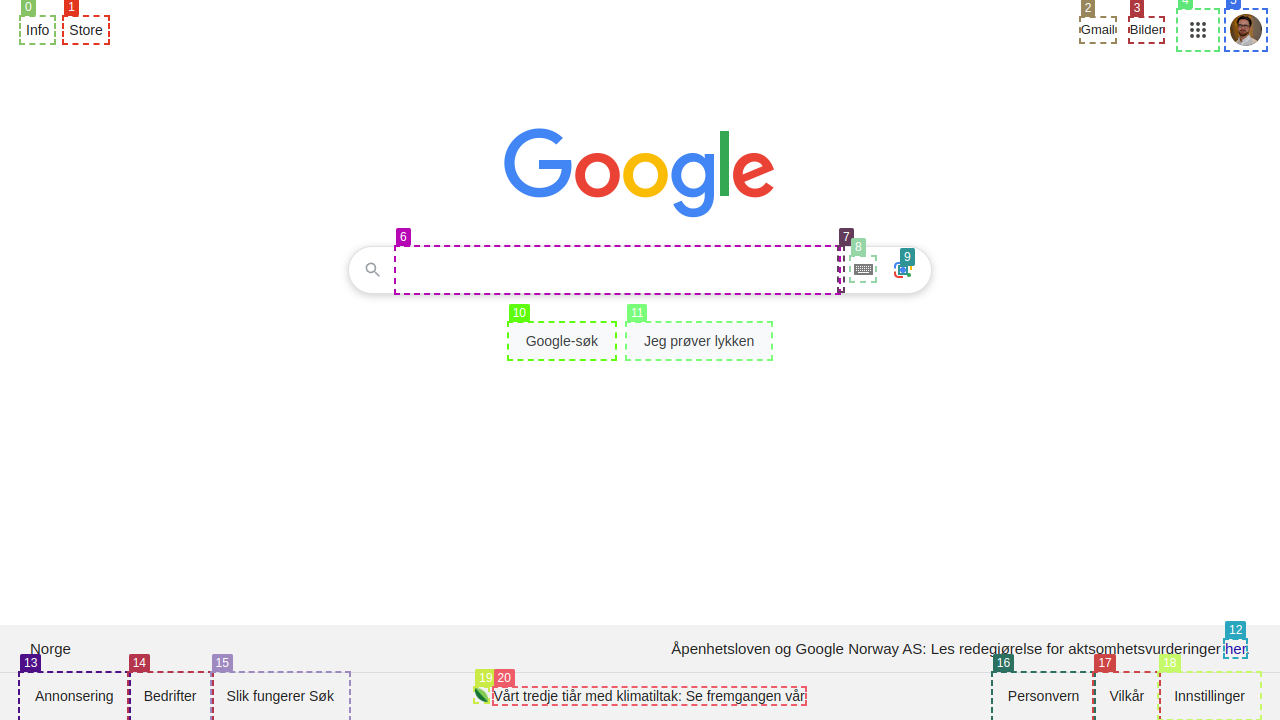 0 1 2 3 4 5
Info Store Gmail Bilder
Google
6 7 8 9
10 11
Google-søk Jeg prøver lykken
12
Norge Åpenhetsloven og Google Norway AS: Les redegjørelse for aktsomhetsvurderinger her.
13 14 15 19 20 16 17 18
Annonsering Bedrifter Slik fungerer Søk Vårt tredje tiår med klimatiltak: Se fremgangen vår Personvern Vilkår Innstillinger